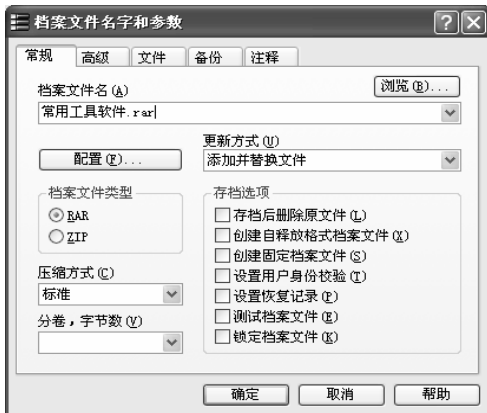 档案文件名字和参数
常规 高级 文件 备份 注释
档案文件名(A)
浏览(B)...
常用工具软件.rar
更新方式(U)
配置(F)...
添加并替换文件
档案文件类型
RAR
ZIP
压缩方式(C)
标准
分卷，字节数(V)
存档选项
存档后删除原文件(L)
创建自释放格式档案文件(X)
创建固定档案文件(S)
设置用户身份校验(T)
设置恢复记录(P)
测试档案文件(E)
锁定档案文件(K)
确定 取消 帮助